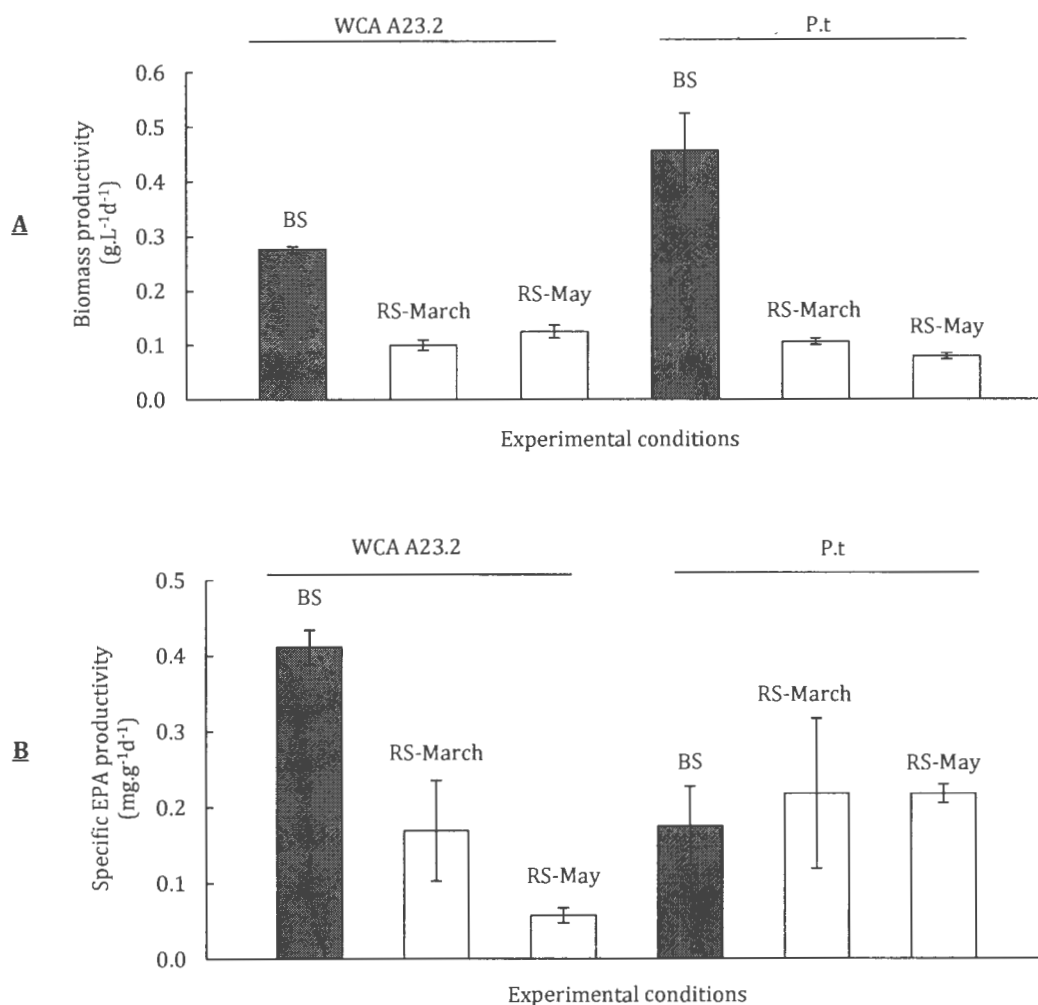 WCA A23.2 P.t
0.6
0.5
0.4
0.3
0.2
0.1
0.0
BS
RS-March
RS-May
BS
RS-March
RS-May
A
Biomass productivity
(g.L⁻¹d⁻¹)
Experimental conditions
WCA A23.2 P.t
0.5
0.4
0.3
0.2
0.1
0.0
BS
RS-March
RS-May
BS
RS-March
RS-May
B
Specific EPA productivity
(mg.g⁻¹d⁻¹)
Experimental conditions